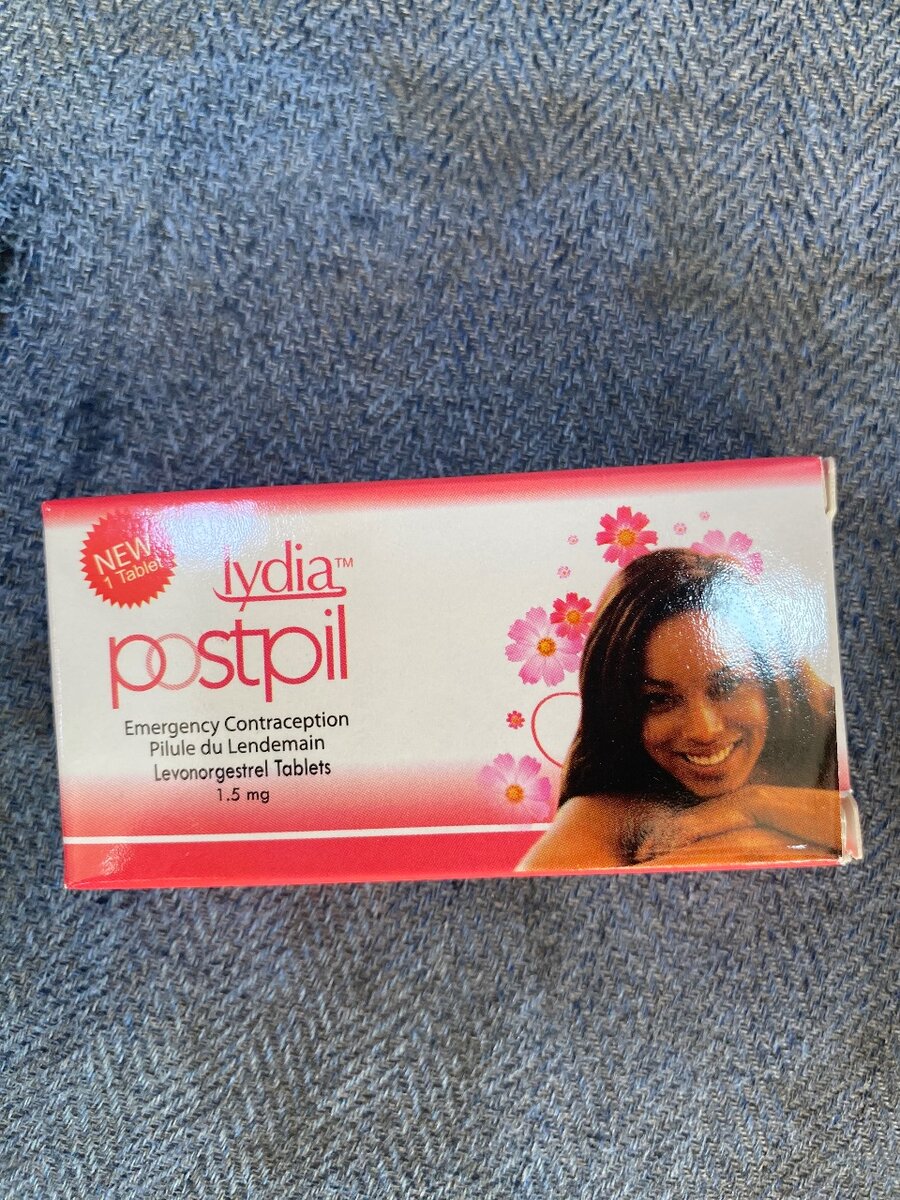 NEW
1 Tablet
lydia™
postpil
Emergency Contraception
Pilule du Lendemain
Levonorgestrel Tablets
1.5 mg